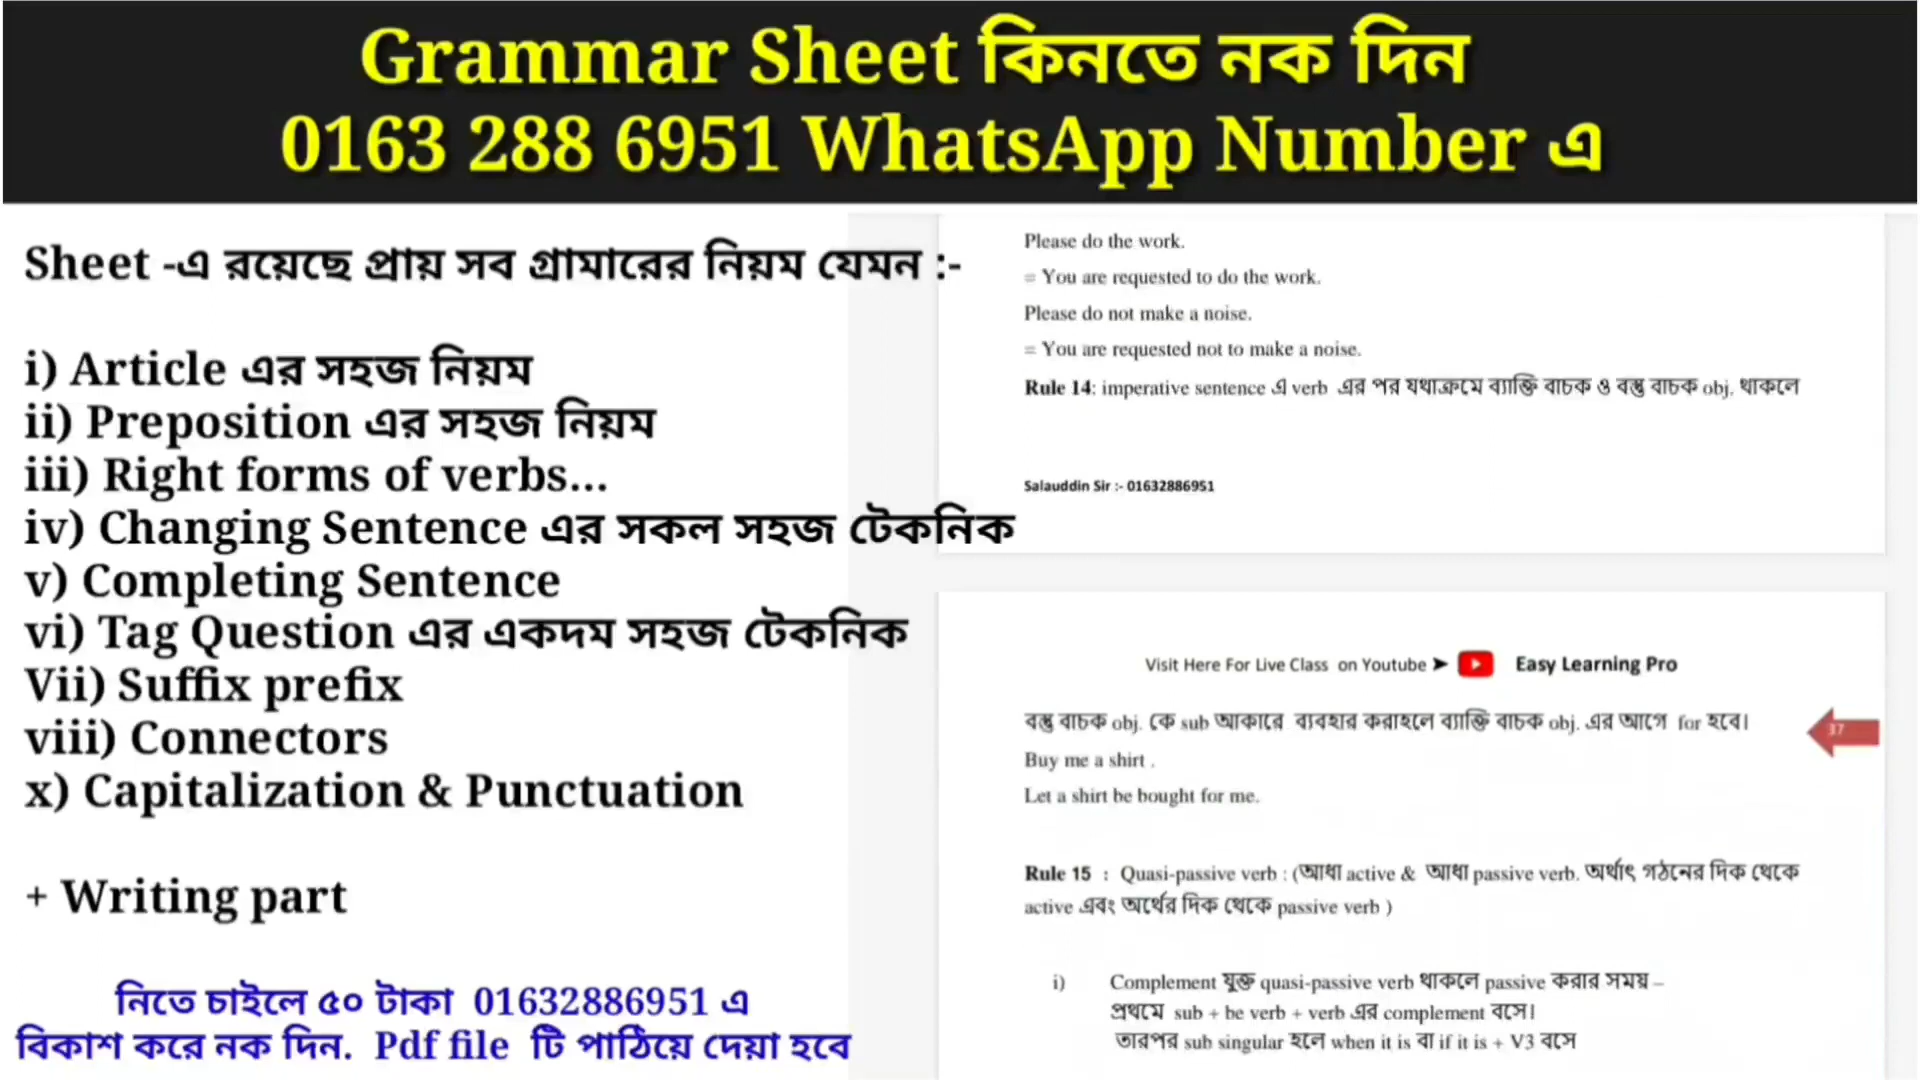 Grammar Sheet কিনতে নক দিন
0163 288 6951 WhatsApp Number এ
Sheet -এ রয়েছে প্রায় সব গ্রামারের নিয়ম যেমন :-
i) Article এর সহজ নিয়ম
ii) Preposition এর সহজ নিয়ম
iii) Right forms of verbs...
iv) Changing Sentence এর সকল সহজ টেকনিক
v) Completing Sentence
vi) Tag Question এর একদম সহজ টেকনিক
Vii) Suffix prefix
viii) Connectors
x) Capitalization & Punctuation
+ Writing part
নিতে চাইলে ৫০ টাকা 01632886951 এ
বিকাশ করে নক দিন. Pdf file টি পাঠিয়ে দেয়া হবে
Please do the work.
= You are requested to do the work.
Please do not make a noise.
= You are requested not to make a noise.
Rule 14: imperative sentence এ verb এর পর যথাক্রমে ব্যাক্তি বাচক ও বস্তু বাচক obj. থাকলে
Salauddin Sir :- 01632886951
Visit Here For Live Class on Youtube ➤ Easy Learning Pro
বস্তু বাচক obj. কে sub আকারে ব্যবহার করাহলে ব্যাক্তি বাচক obj. এর আগে for হবে।
37
Buy me a shirt .
Let a shirt be bought for me.
Rule 15 : Quasi-passive verb : (আধা active & আধা passive verb. অর্থাৎ গঠনের দিক থেকে
active এবং অর্থের দিক থেকে passive verb )
i) Complement যুক্ত quasi-passive verb থাকলে passive করার সময় –
প্রথমে sub + be verb + verb এর complement বসে।
তারপর sub singular হলে when it is বা if it is + V3 বসে